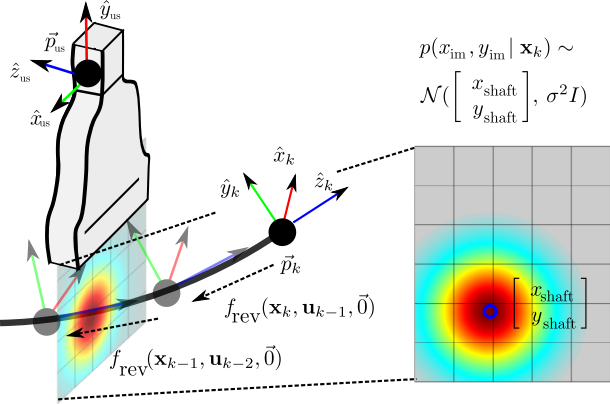 ŷ_us
p⃗_us
ẑ_us
x̂_us
p(x_im, y_im | x_k) ∼
𝒩([ x_shaft
y_shaft ], σ²I)
x̂_k
ŷ_k
ẑ_k
p⃗_k
f_rev(x_k, u_{k−1}, 0⃗)
f_rev(x_{k−1}, u_{k−2}, 0⃗)
[ x_shaft
y_shaft ]